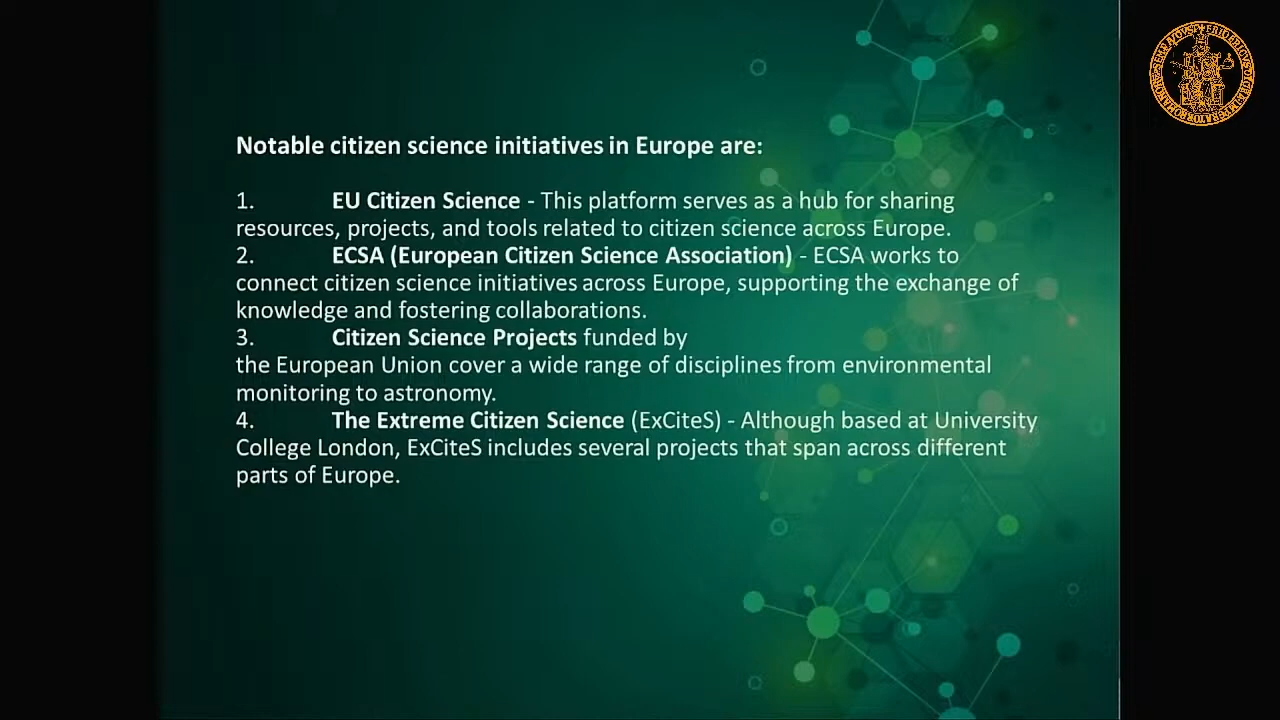 Notable citizen science initiatives in Europe are:
1. EU Citizen Science - This platform serves as a hub for sharing
resources, projects, and tools related to citizen science across Europe.
2. ECSA (European Citizen Science Association) - ECSA works to
connect citizen science initiatives across Europe, supporting the exchange of
knowledge and fostering collaborations.
3. Citizen Science Projects funded by
the European Union cover a wide range of disciplines from environmental
monitoring to astronomy.
4. The Extreme Citizen Science (ExCiteS) - Although based at University
College London, ExCiteS includes several projects that span across different
parts of Europe.